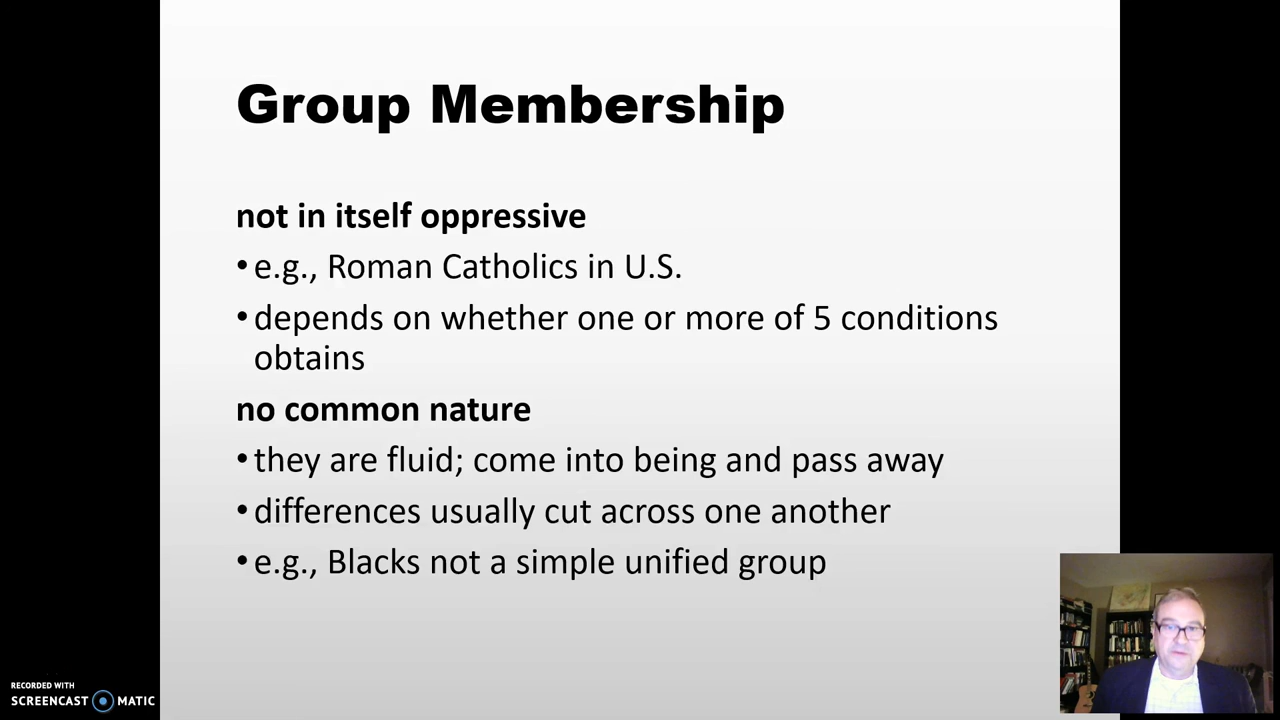 Group Membership
not in itself oppressive
•e.g., Roman Catholics in U.S.
•depends on whether one or more of 5 conditions
obtains
no common nature
•they are fluid; come into being and pass away
•differences usually cut across one another
•e.g., Blacks not a simple unified group
RECORDED WITH
SCREENCAST MATIC